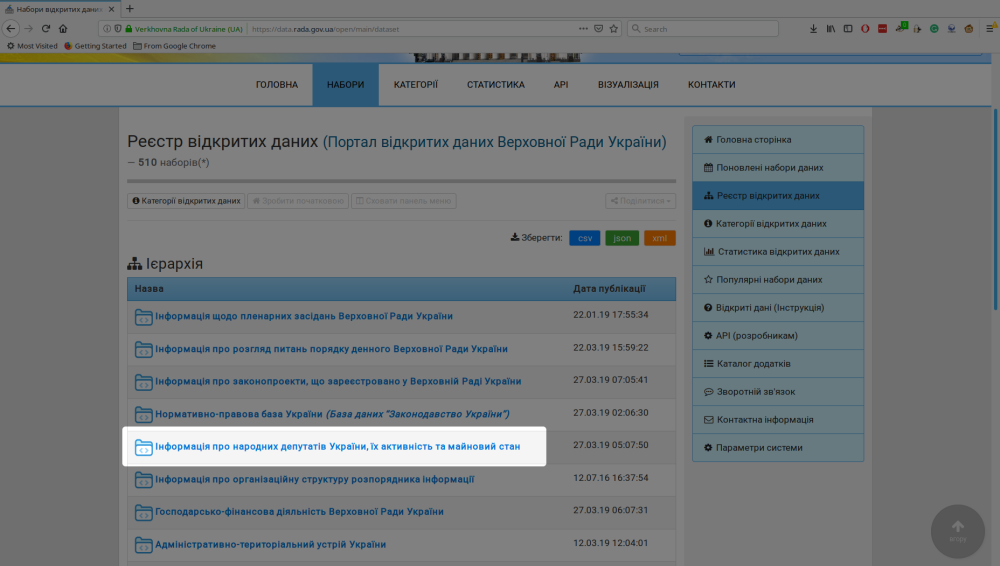 Набори відкритих даних
Verkhovna Rada of Ukraine (UA)
https://data.rada.gov.ua/open/main/dataset
Search
Most Visited Getting Started From Google Chrome
ГОЛОВНА НАБОРИ КАТЕГОРІЇ СТАТИСТИКА API ВІЗУАЛІЗАЦІЯ КОНТАКТИ
Реєстр відкритих даних (Портал відкритих даних Верховної Ради України)
— 510 наборів(*)
Категорії відкритих даних Зробити початковою Сховати панель меню Поділитися
Зберегти: csv json xml
Ієрархія
Назва Дата публікації
Інформація щодо пленарних засідань Верховної Ради України 22.01.19 17:55:34
Інформація про розгляд питань порядку денного Верховної Ради України 22.03.19 15:59:22
Інформація про законопроекти, що зареєстровано у Верховній Раді України 27.03.19 07:05:41
Нормативно-правова база України (База даних "Законодавство України") 27.03.19 02:06:30
Інформація про народних депутатів України, їх активність та майновий стан 27.03.19 05:07:50
Інформація про організаційну структуру розпорядника інформації 12.07.16 16:37:54
Господарсько-фінансова діяльність Верховної Ради України 27.03.19 06:07:31
Адміністративно-територіальний устрій України 12.03.19 12:04:01
Головна сторінка
Поновлені набори даних
Реєстр відкритих даних
Категорії відкритих даних
Статистика відкритих даних
Популярні набори даних
Відкриті дані (Інструкція)
API (розробникам)
Каталог додатків
Зворотній зв'язок
Контактна інформація
Параметри системи
вгору